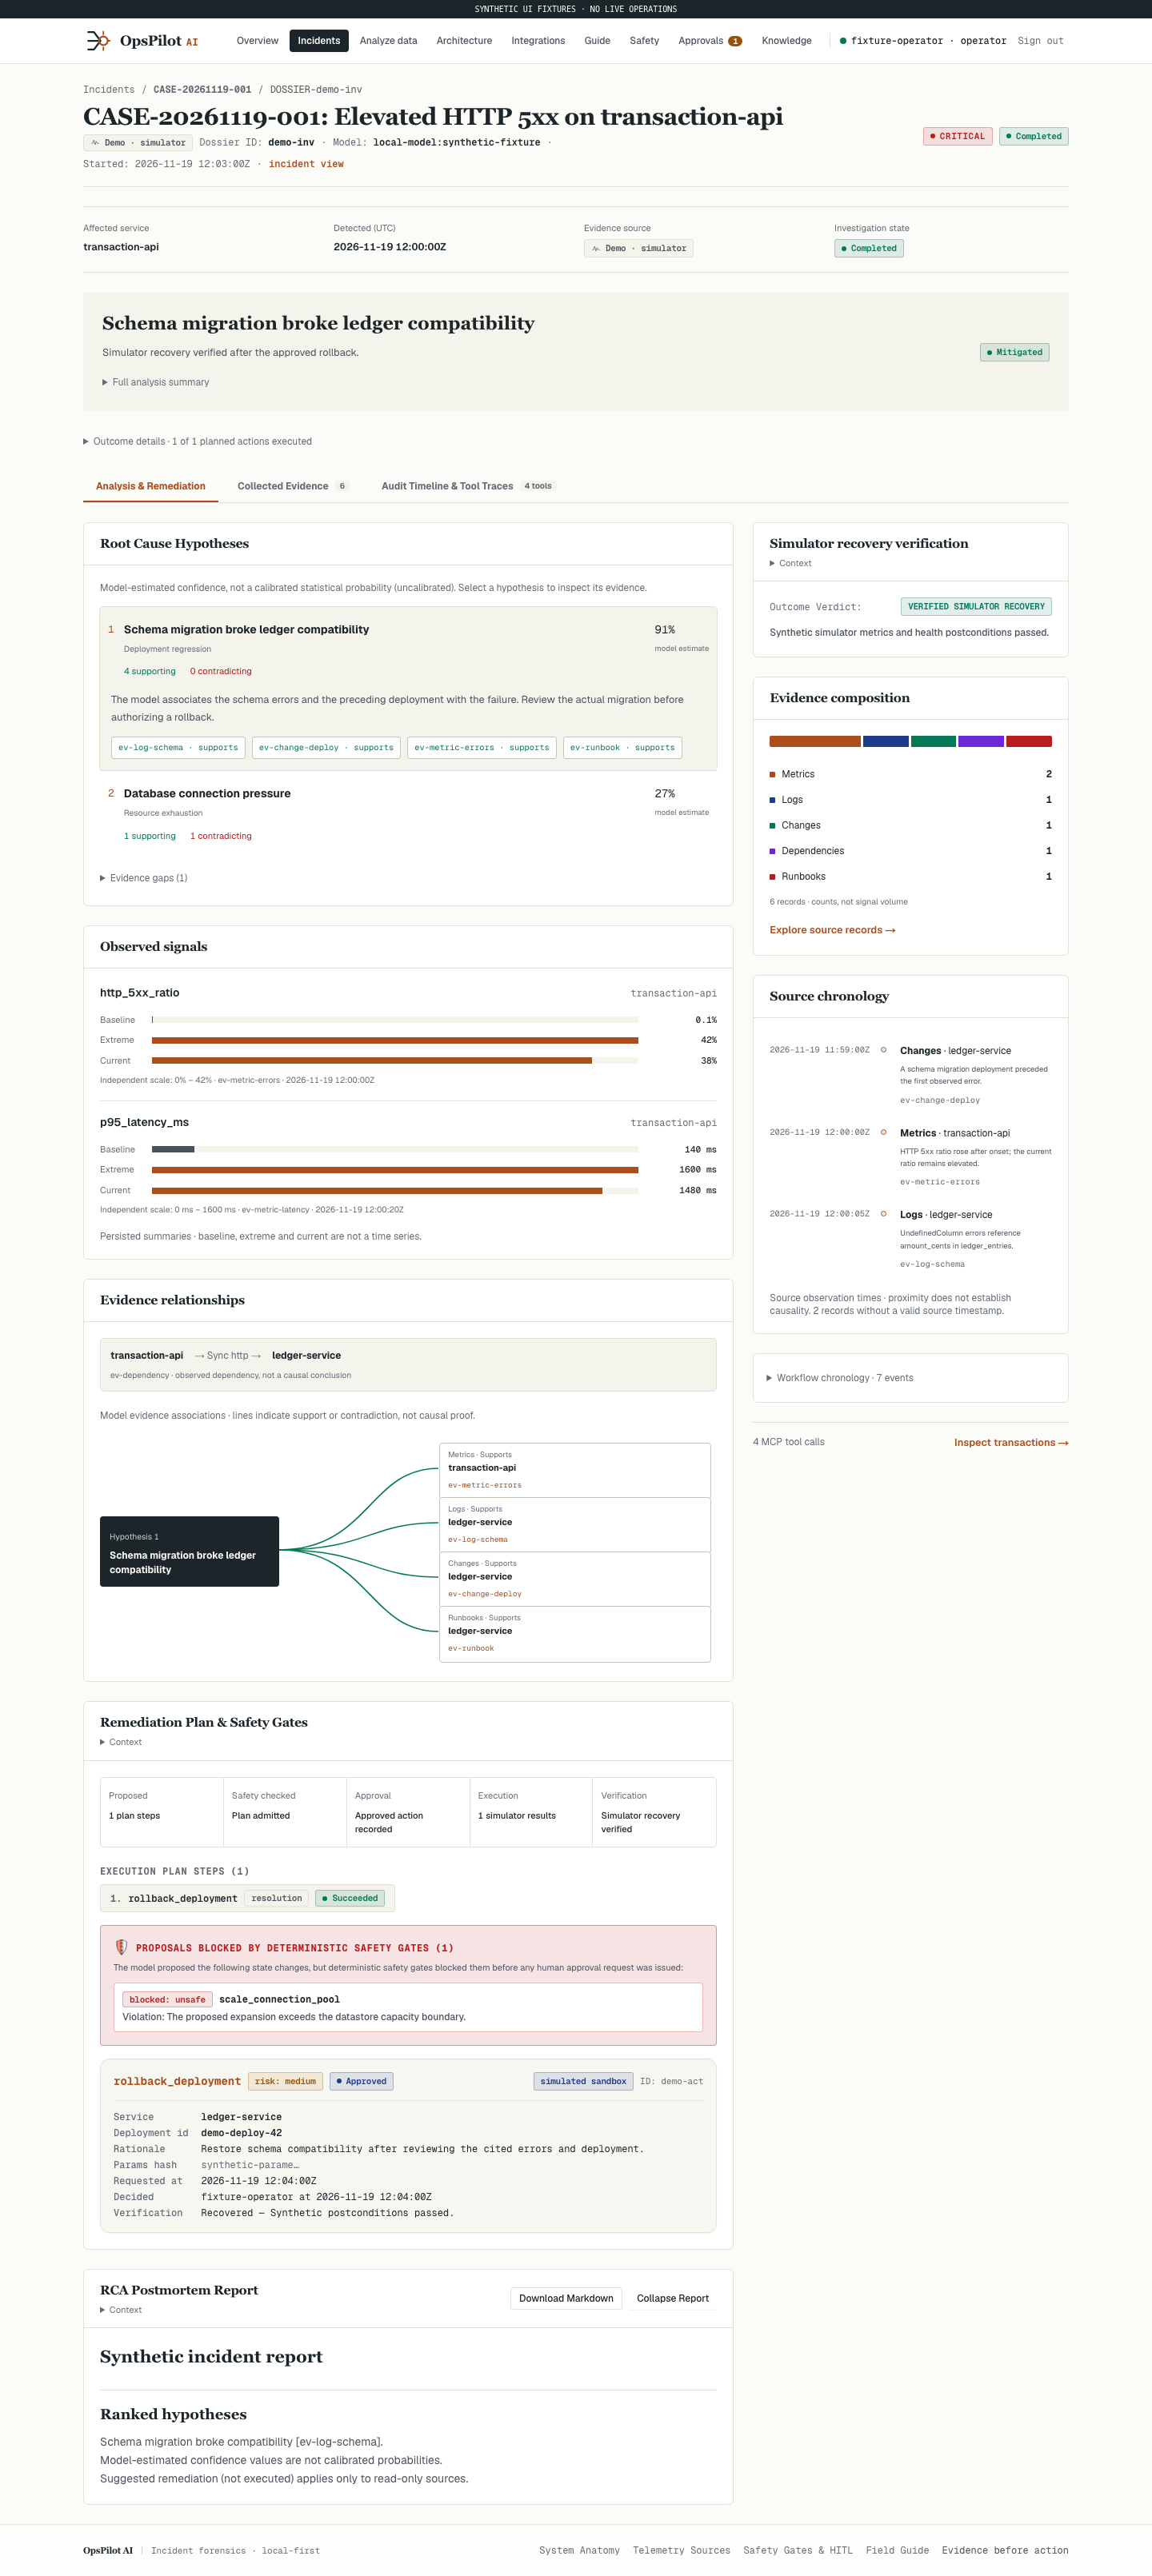 SYNTHETIC UI FIXTURES · NO LIVE OPERATIONS
OpsPilot AI
Overview
Incidents
Analyze data
Architecture
Integrations
Guide
Safety
Approvals 1
Knowledge
fixture-operator · operator
Sign out
Incidents / CASE-20261119-001 / DOSSIER-demo-inv
CASE-20261119-001: Elevated HTTP 5xx on transaction-api
Demo · simulator Dossier ID: demo-inv · Model: local-model:synthetic-fixture ·
Started: 2026-11-19 12:03:00Z · incident view
CRITICAL
Completed
Affected service
transaction-api
Detected (UTC)
2026-11-19 12:00:00Z
Evidence source
Demo · simulator
Investigation state
Completed
Schema migration broke ledger compatibility
Simulator recovery verified after the approved rollback.
Mitigated
Full analysis summary
Outcome details · 1 of 1 planned actions executed
Analysis & Remediation
Collected Evidence 6
Audit Timeline & Tool Traces 4 tools
Root Cause Hypotheses
Model-estimated confidence, not a calibrated statistical probability (uncalibrated). Select a hypothesis to inspect its evidence.
1 Schema migration broke ledger compatibility 91%
Deployment regression model estimate
4 supporting 0 contradicting
The model associates the schema errors and the preceding deployment with the failure. Review the actual migration before
authorizing a rollback.
ev-log-schema · supports
ev-change-deploy · supports
ev-metric-errors · supports
ev-runbook · supports
2 Database connection pressure 27%
Resource exhaustion model estimate
1 supporting 1 contradicting
Evidence gaps (1)
Observed signals
http_5xx_ratio transaction-api
Baseline 0.1%
Extreme 42%
Current 38%
Independent scale: 0% – 42% · ev-metric-errors · 2026-11-19 12:00:00Z
p95_latency_ms transaction-api
Baseline 140 ms
Extreme 1600 ms
Current 1480 ms
Independent scale: 0 ms – 1600 ms · ev-metric-latency · 2026-11-19 12:00:20Z
Persisted summaries · baseline, extreme and current are not a time series.
Evidence relationships
transaction-api → Sync http → ledger-service
ev-dependency · observed dependency, not a causal conclusion
Model evidence associations · lines indicate support or contradiction, not causal proof.
Hypothesis 1
Schema migration broke ledger
compatibility
Metrics · Supports
transaction-api
ev-metric-errors
Logs · Supports
ledger-service
ev-log-schema
Changes · Supports
ledger-service
ev-change-deploy
Runbooks · Supports
ledger-service
ev-runbook
Remediation Plan & Safety Gates
Context
Proposed
1 plan steps
Safety checked
Plan admitted
Approval
Approved action
recorded
Execution
1 simulator results
Verification
Simulator recovery
verified
EXECUTION PLAN STEPS (1)
1. rollback_deployment resolution Succeeded
PROPOSALS BLOCKED BY DETERMINISTIC SAFETY GATES (1)
The model proposed the following state changes, but deterministic safety gates blocked them before any human approval request was issued:
blocked: unsafe scale_connection_pool
Violation: The proposed expansion exceeds the datastore capacity boundary.
rollback_deployment risk: medium Approved simulated sandbox ID: demo-act
Service ledger-service
Deployment id demo-deploy-42
Rationale Restore schema compatibility after reviewing the cited errors and deployment.
Params hash synthetic-parame…
Requested at 2026-11-19 12:04:00Z
Decided fixture-operator at 2026-11-19 12:04:00Z
Verification Recovered — Synthetic postconditions passed.
RCA Postmortem Report
Context
Download Markdown
Collapse Report
Synthetic incident report
Ranked hypotheses
Schema migration broke compatibility [ev-log-schema].
Model-estimated confidence values are not calibrated probabilities.
Suggested remediation (not executed) applies only to read-only sources.
Simulator recovery verification
Context
Outcome Verdict: VERIFIED SIMULATOR RECOVERY
Synthetic simulator metrics and health postconditions passed.
Evidence composition
Metrics 2
Logs 1
Changes 1
Dependencies 1
Runbooks 1
6 records · counts, not signal volume
Explore source records →
Source chronology
2026-11-19 11:59:00Z Changes · ledger-service
A schema migration deployment preceded
the first observed error.
ev-change-deploy
2026-11-19 12:00:00Z Metrics · transaction-api
HTTP 5xx ratio rose after onset; the current
ratio remains elevated.
ev-metric-errors
2026-11-19 12:00:05Z Logs · ledger-service
UndefinedColumn errors reference
amount_cents in ledger_entries.
ev-log-schema
Source observation times · proximity does not establish
causality. 2 records without a valid source timestamp.
Workflow chronology · 7 events
4 MCP tool calls
Inspect transactions →
OpsPilot AI | Incident forensics · local-first
System Anatomy
Telemetry Sources
Safety Gates & HITL
Field Guide
Evidence before action